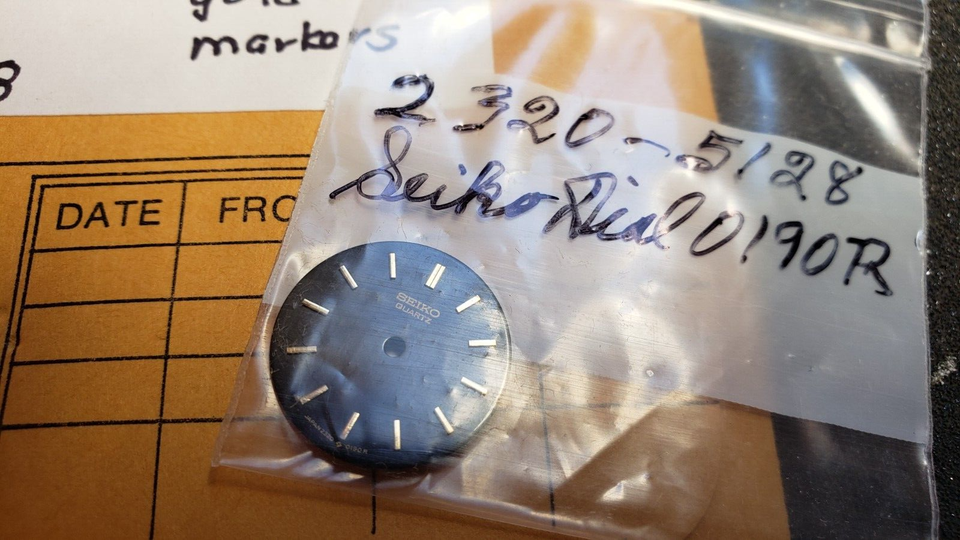 gold
markers
8
2320-5128
Seiko Dial 0190R
DATE
FRO
SEIKO
QUARTZ